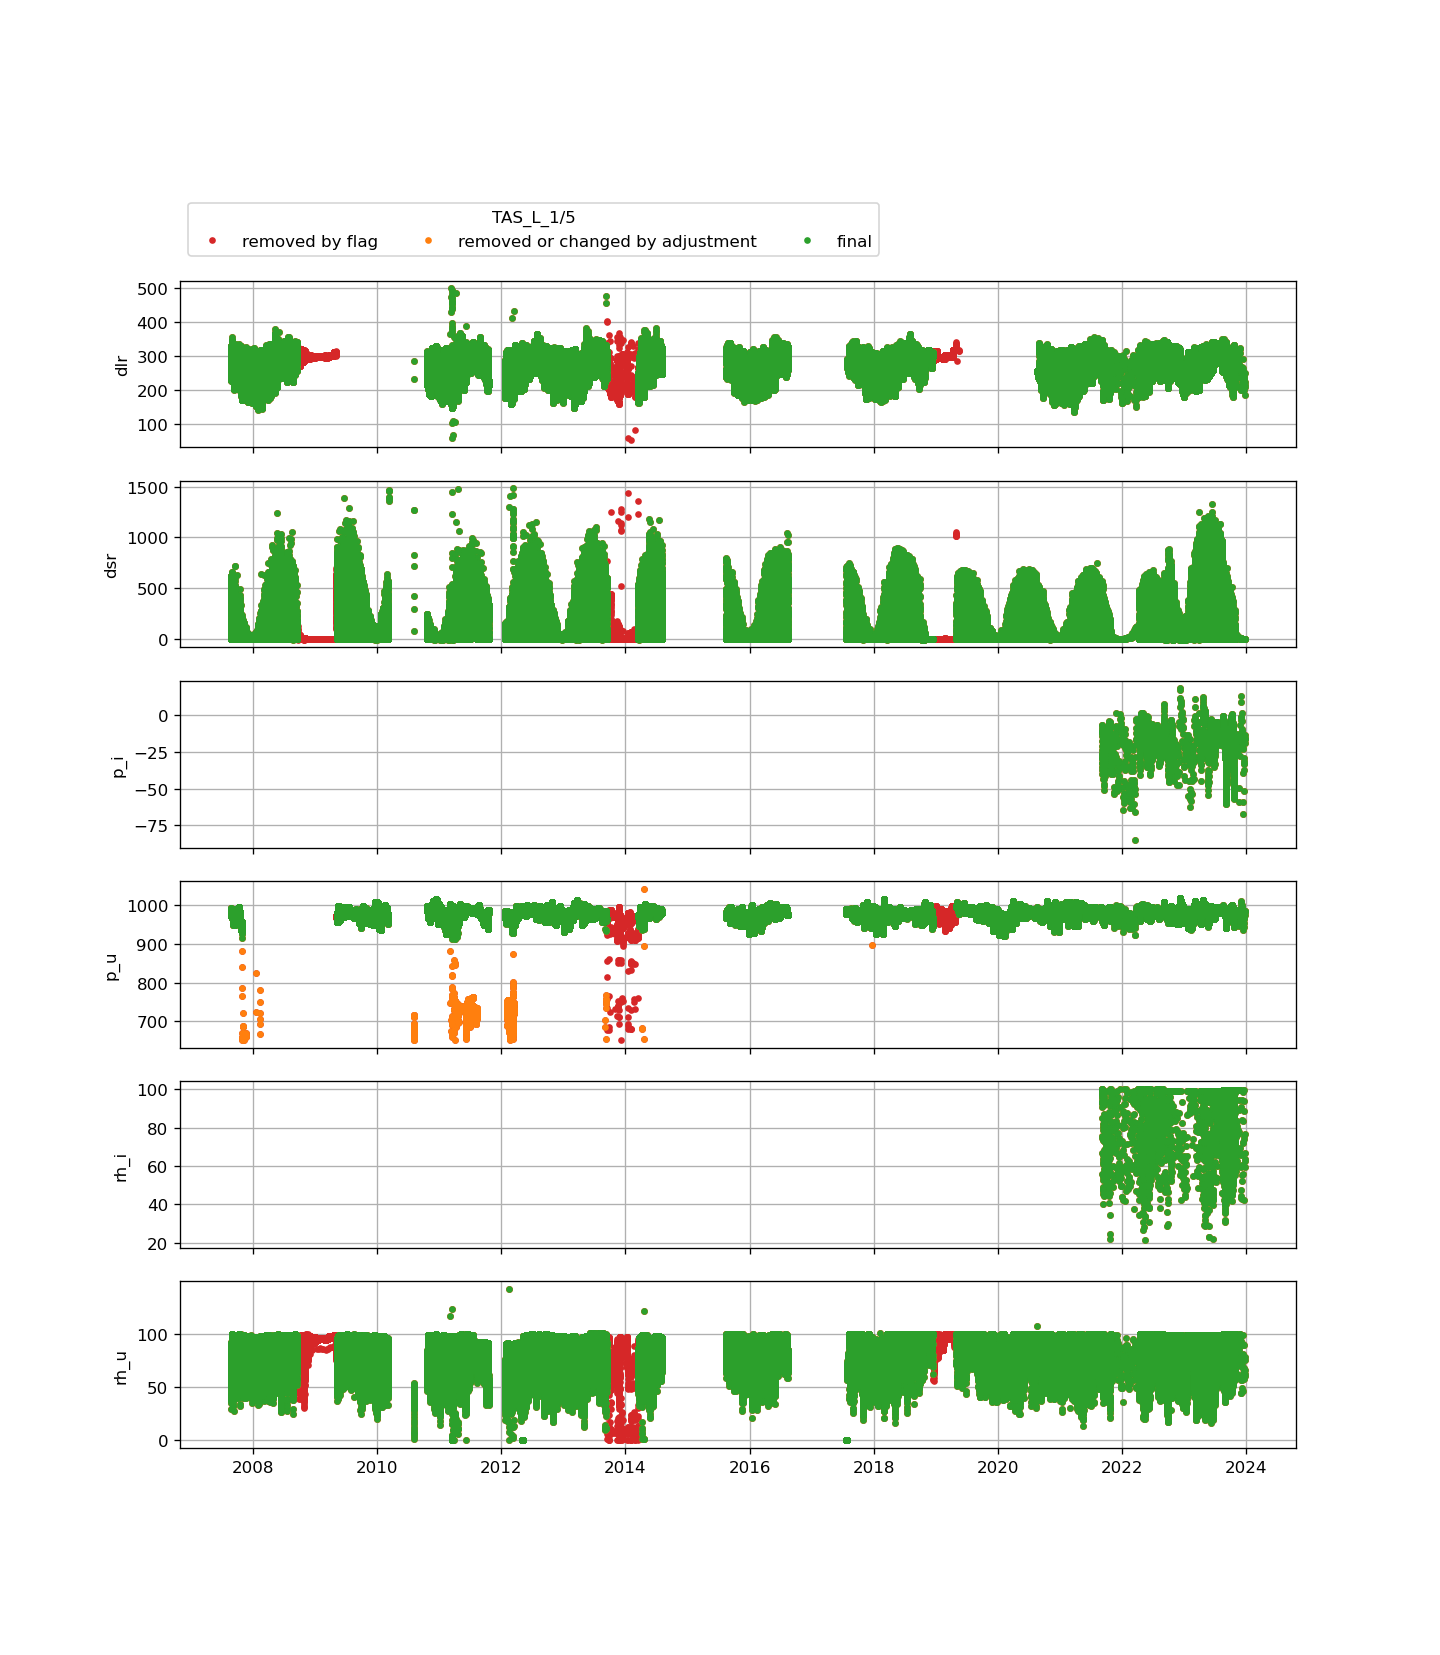 TAS_L_1/5
removed by flag removed or changed by adjustment final
500
400
300
200
100
dlr
1500
1000
500
0
dsr
0
−25
−50
−75
p_i
1000
900
800
700
p_u
100
80
60
40
20
rh_i
100
50
0
rh_u
2008 2010 2012 2014 2016 2018 2020 2022 2024